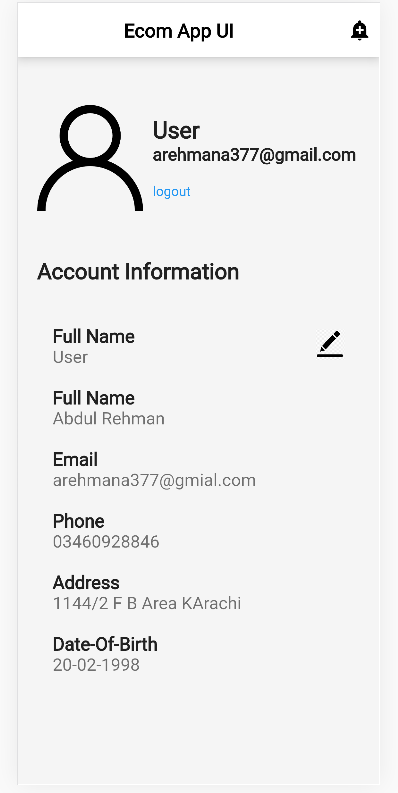 Ecom App UI
User
arehmana377@gmail.com
logout
Account Information
Full Name
User
Full Name
Abdul Rehman
Email
arehmana377@gmial.com
Phone
03460928846
Address
1144/2 F B Area KArachi
Date-Of-Birth
20-02-1998